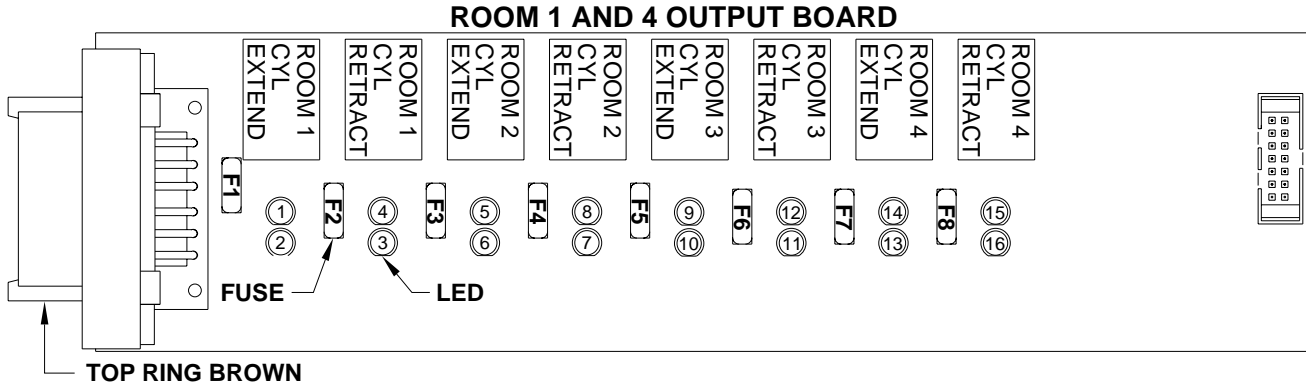 ROOM 1 AND 4 OUTPUT BOARD
ROOM 1
CYL
EXTEND
ROOM 1
CYL
RETRACT
ROOM 2
CYL
EXTEND
ROOM 2
CYL
RETRACT
ROOM 3
CYL
EXTEND
ROOM 3
CYL
RETRACT
ROOM 4
CYL
EXTEND
ROOM 4
CYL
RETRACT
F1
F2
F3
F4
F5
F6
F7
F8
1 4 5 8 9 12 14 15
2 3 6 7 10 11 13 16
FUSE
LED
TOP RING BROWN